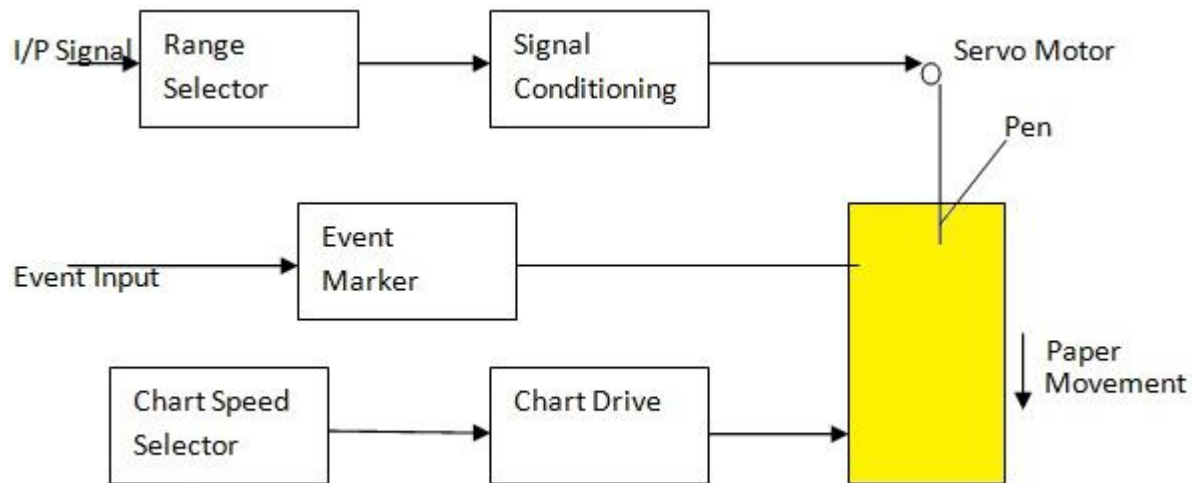 I/P Signal
Range
Selector
Signal
Conditioning
Servo Motor
Pen
Event Input
Event
Marker
Chart Speed
Selector
Chart Drive
Paper
Movement